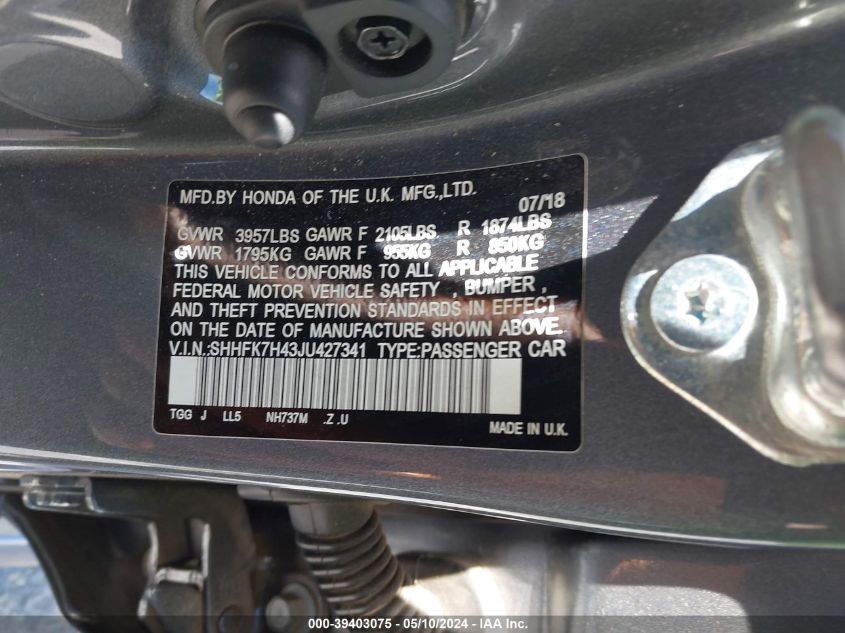 MFD.BY HONDA OF THE U.K. MFG.,LTD. 07/18
GVWR 3957LBS GAWR F 2105LBS R 1874LBS
GVWR 1795KG GAWR F 955KG R 850KG
THIS VEHICLE CONFORMS TO ALL APPLICABLE
FEDERAL MOTOR VEHICLE SAFETY , BUMPER ,
AND THEFT PREVENTION STANDARDS IN EFFECT
ON THE DATE OF MANUFACTURE SHOWN ABOVE.
V.I.N.:SHHFK7H43JU427341 TYPE:PASSENGER CAR
TGG J LL5 NH737M .Z .U
MADE IN U.K.
000-39403075 — 05/10/2024 — IAA Inc.